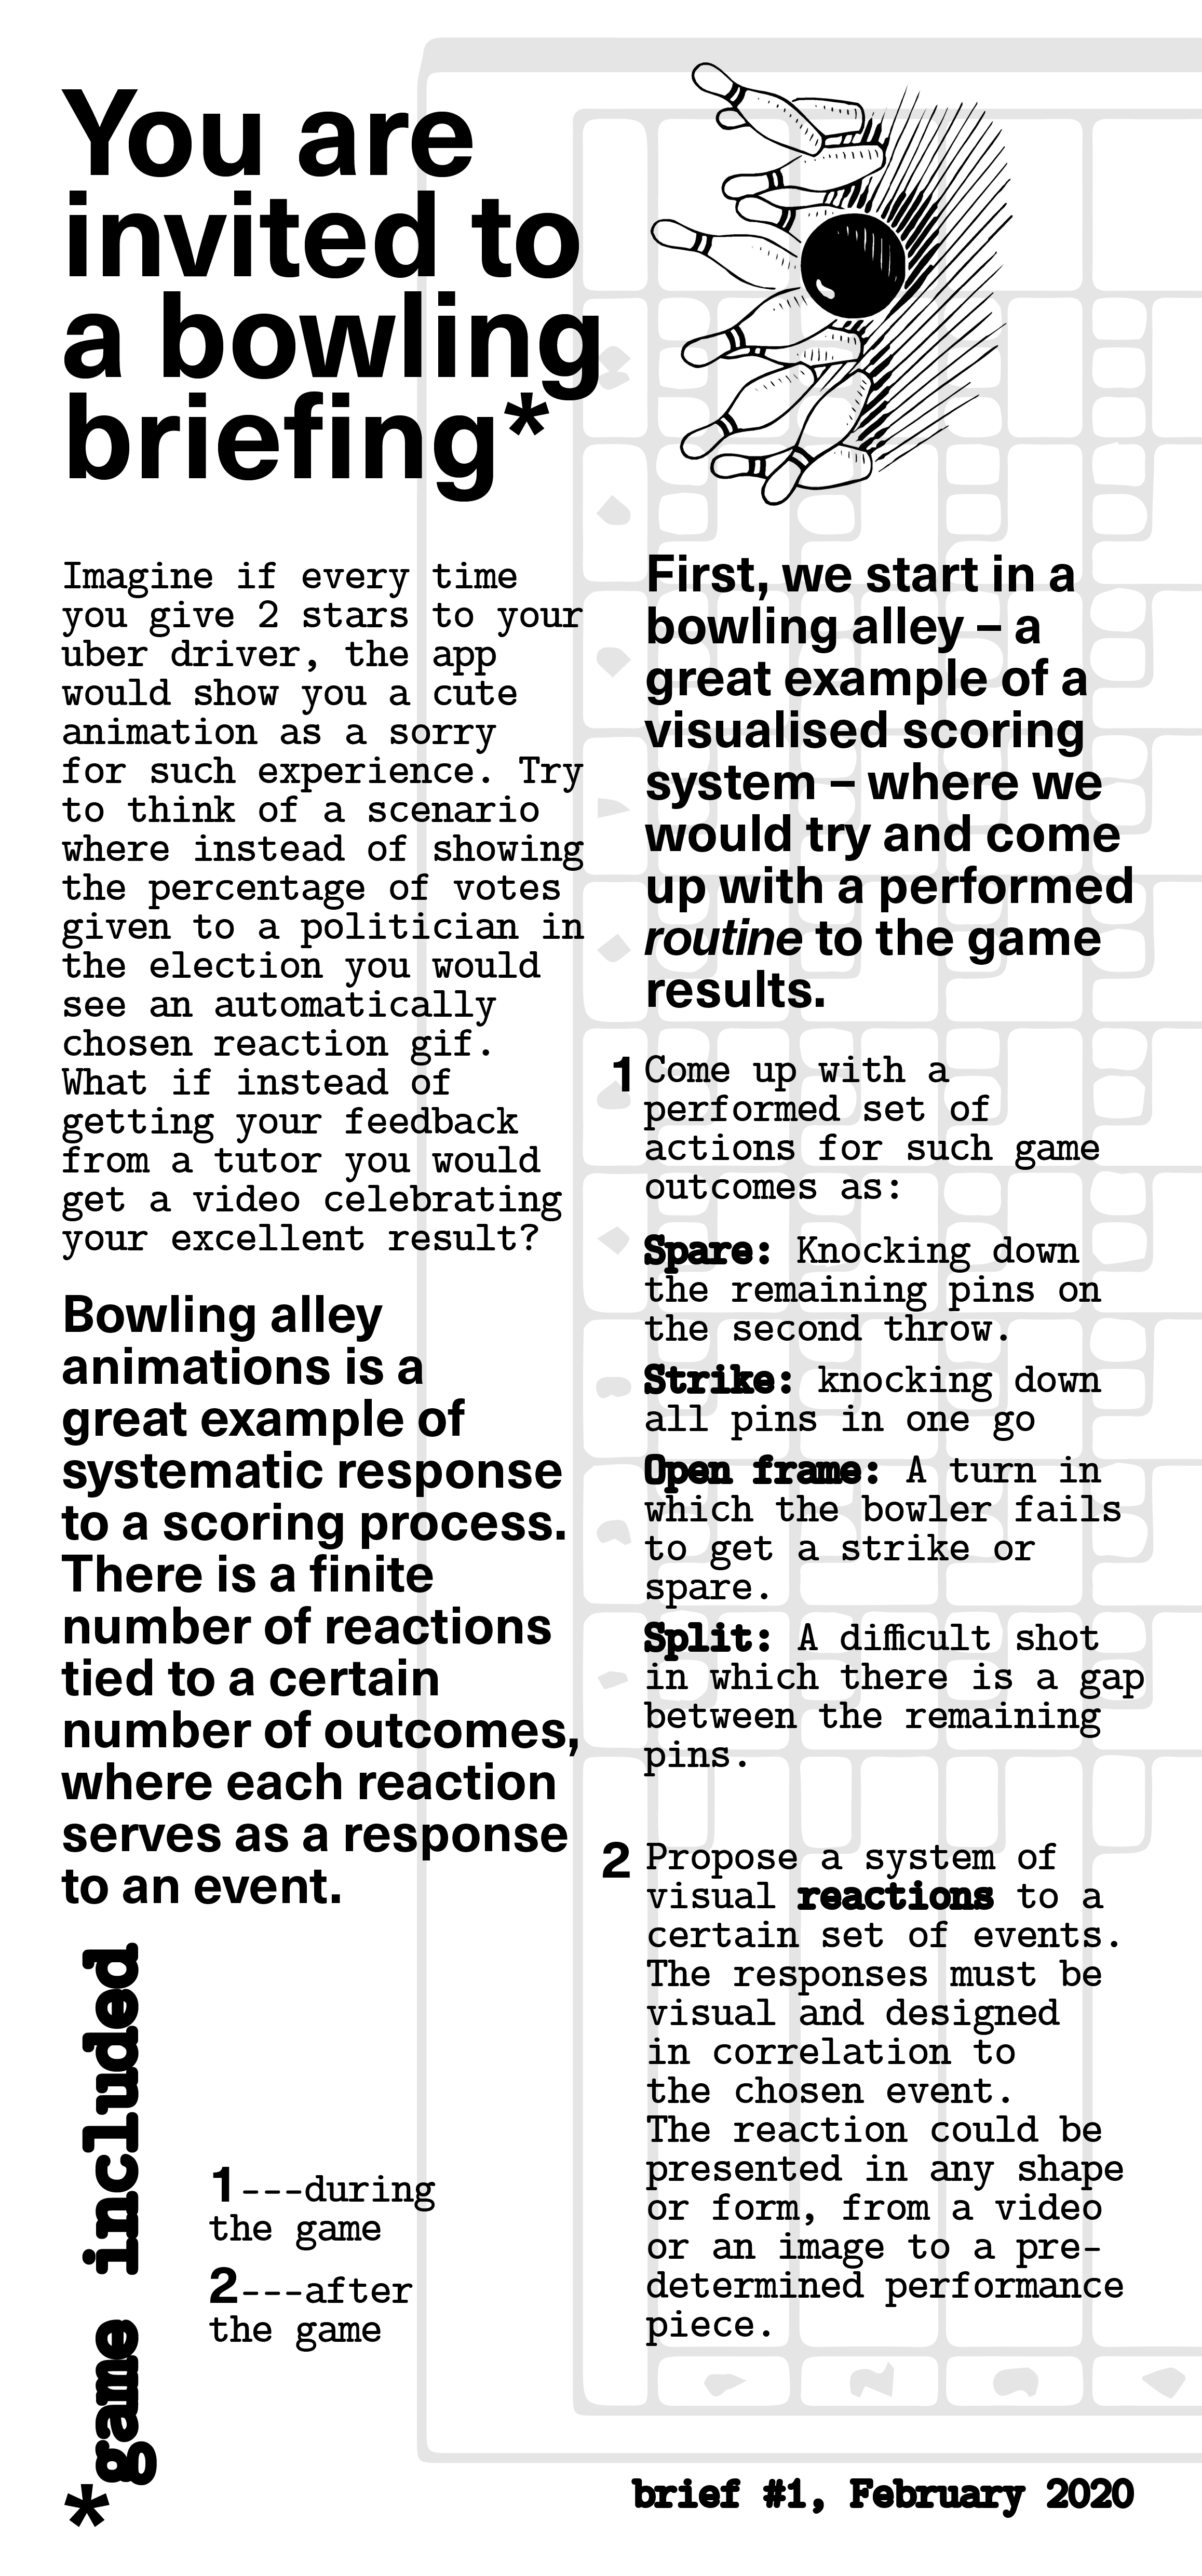 You are
invited to
a bowling
briefing*
Imagine if every time
you give 2 stars to your
uber driver, the app
would show you a cute
animation as a sorry
for such experience. Try
to think of a scenario
where instead of showing
the percentage of votes
given to a politician in
the election you would
see an automatically
chosen reaction gif.
What if instead of
getting your feedback
from a tutor you would
get a video celebrating
your excellent result?
Bowling alley
animations is a
great example of
systematic response
to a scoring process.
There is a finite
number of reactions
tied to a certain
number of outcomes,
where each reaction
serves as a response
to an event.
*game included
1---during
the game
2---after
the game
First, we start in a
bowling alley – a
great example of a
visualised scoring
system – where we
would try and come
up with a performed
routine to the game
results.
1 Come up with a
performed set of
actions for such game
outcomes as:
Spare: Knocking down
the remaining pins on
the second throw.
Strike: knocking down
all pins in one go
Open frame: A turn in
which the bowler fails
to get a strike or
spare.
Split: A difficult shot
in which there is a gap
between the remaining
pins.
2 Propose a system of
visual reactions to a
certain set of events.
The responses must be
visual and designed
in correlation to
the chosen event.
The reaction could be
presented in any shape
or form, from a video
or an image to a pre-
determined performance
piece.
brief #1, February 2020